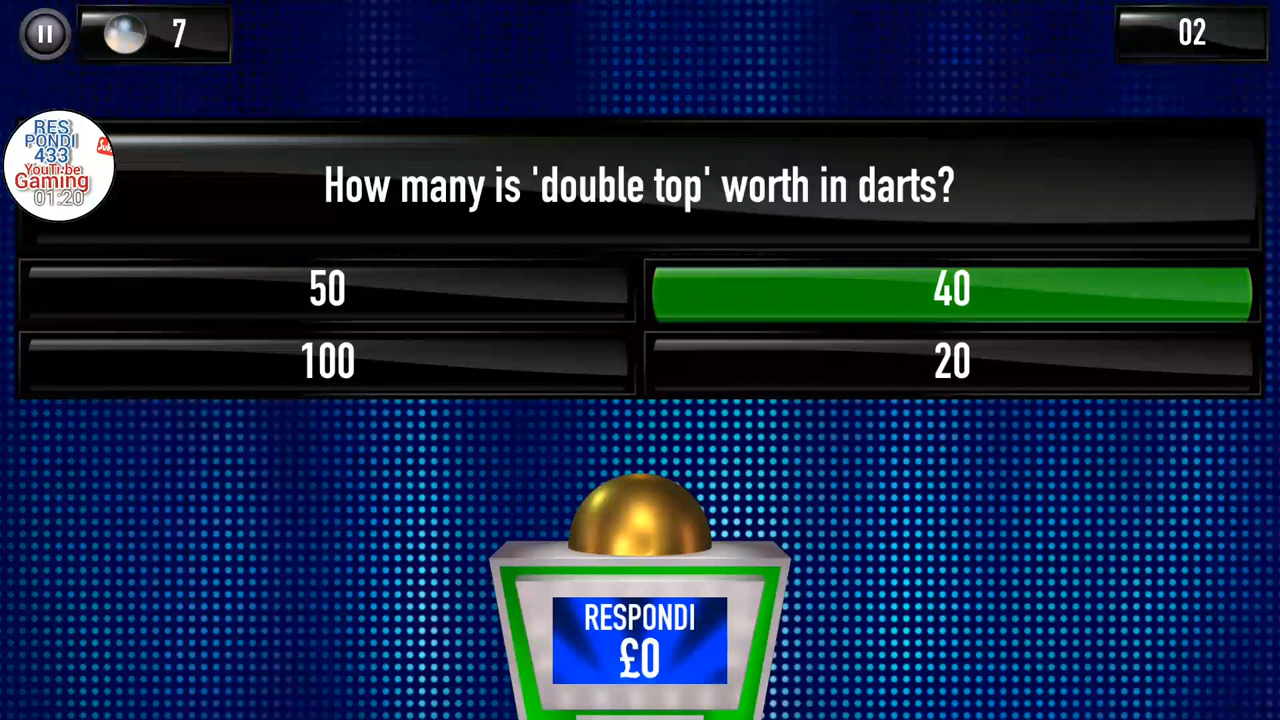 7
02
RES
PONDI
433
YouTube
Gaming
01:20
Sub
How many is 'double top' worth in darts?
50
40
100
20
RESPONDI
£0